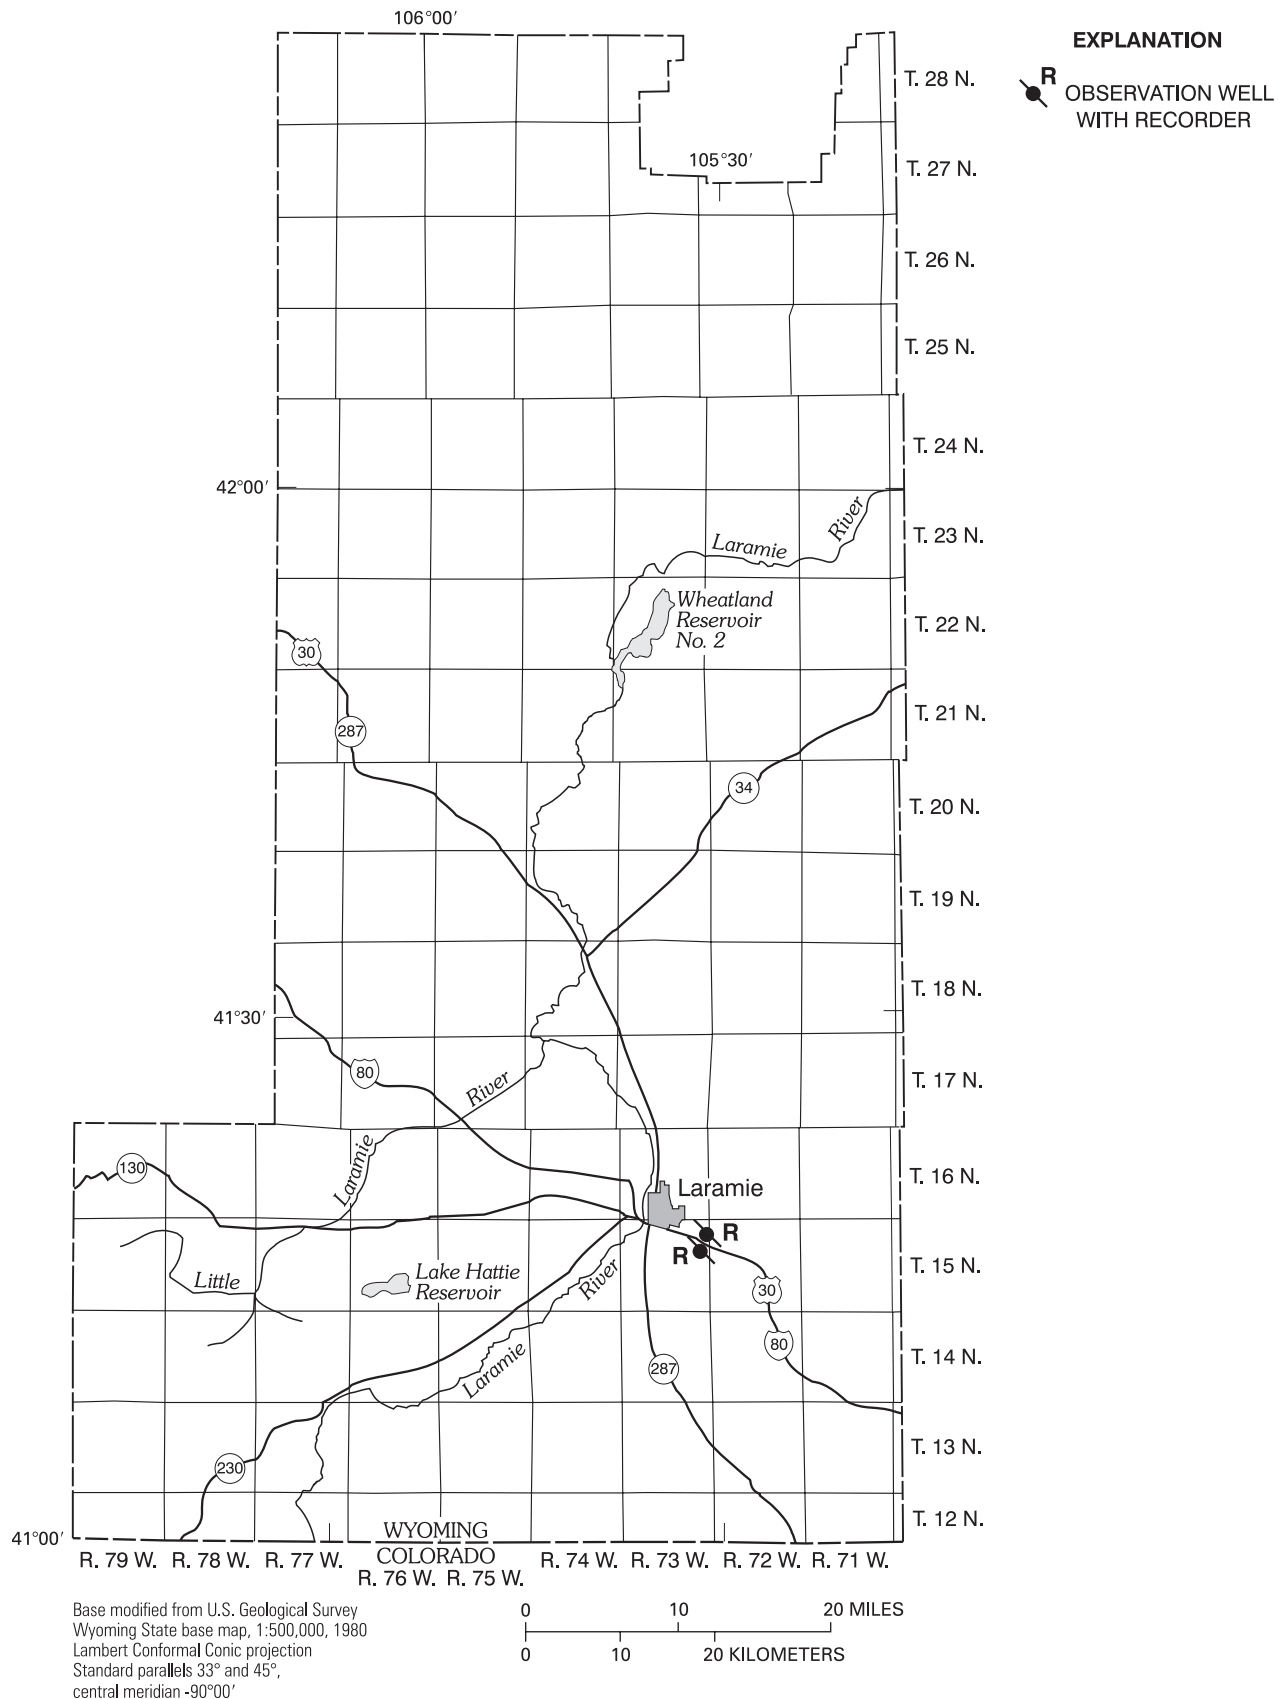 106°00′
EXPLANATION
R
OBSERVATION WELL
WITH RECORDER
T. 28 N.
105°30′
T. 27 N.
T. 26 N.
T. 25 N.
T. 24 N.
42°00′
River
Laramie
T. 23 N.
Wheatland
Reservoir
No. 2
T. 22 N.
30
T. 21 N.
287
34
T. 20 N.
T. 19 N.
T. 18 N.
41°30′
80
River
T. 17 N.
Laramie
130
T. 16 N.
Laramie
R
R
Little
Lake Hattie
Reservoir
River
T. 15 N.
30
80
Laramie
287
T. 14 N.
230
T. 13 N.
T. 12 N.
41°00′
WYOMING
COLORADO
R. 79 W. R. 78 W. R. 77 W.
R. 76 W. R. 75 W.
R. 74 W. R. 73 W. R. 72 W. R. 71 W.
Base modified from U.S. Geological Survey
Wyoming State base map, 1:500,000, 1980
Lambert Conformal Conic projection
Standard parallels 33° and 45°,
central meridian -90°00′
0 10 20 MILES
0 10 20 KILOMETERS